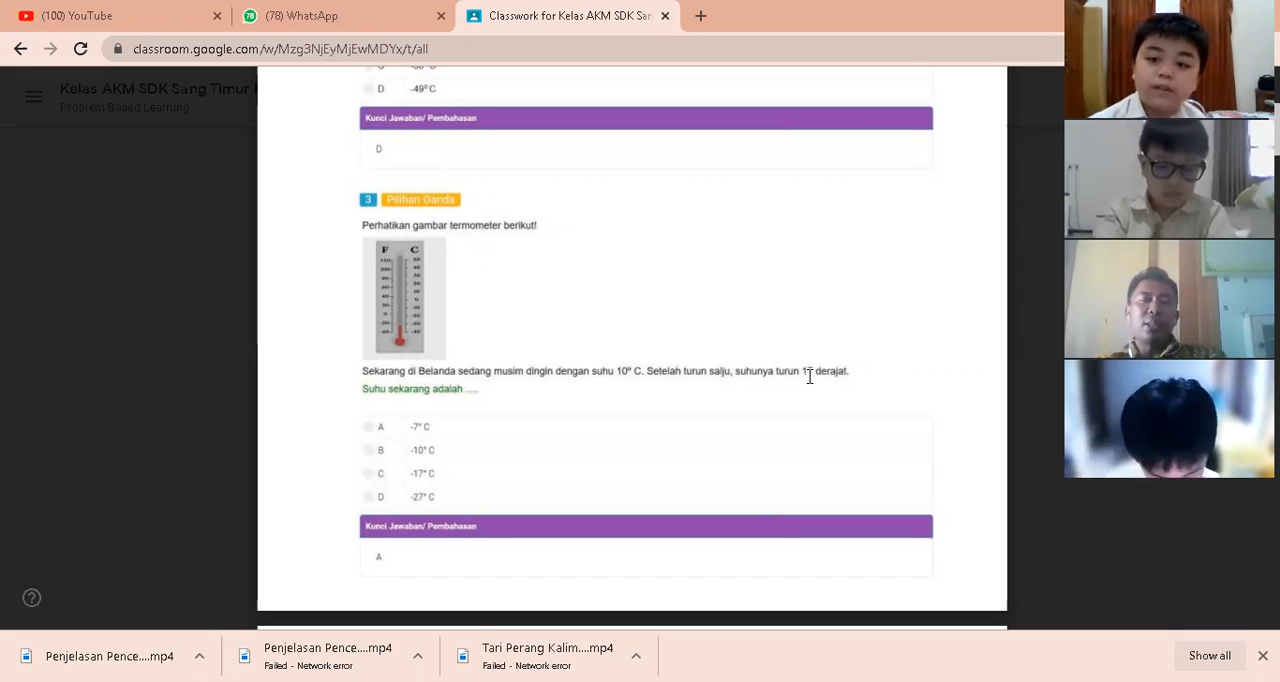 (100) YouTube
78
(78) WhatsApp
Classwork for Kelas AKM SDK San
classroom.google.com/w/Mzg3NjEyMjEwMDYx/t/all
Kelas AKM SDK Sang Timur
Problem Based Learning
D -49° C
Kunci Jawaban/ Pembahasan
D
3 Pilihan Ganda
Perhatikan gambar termometer berikut!
F C
Sekarang di Belanda sedang musim dingin dengan suhu 10° C. Setelah turun salju, suhunya turun derajat.
Suhu sekarang adalah ....
A -7° C
B -10° C
C -17° C
D -27° C
Kunci Jawaban/ Pembahasan
A
Penjelasan Pence....mp4
Penjelasan Pence....mp4
Failed - Network error
Tari Perang Kalim....mp4
Failed - Network error
Show all